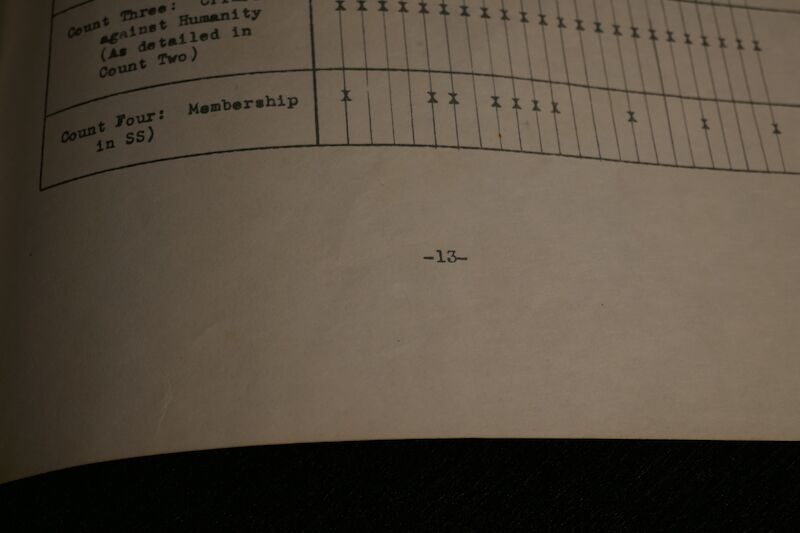 Count Three: X X X X X X X X X X X X X X X X X X X X X X X
against Humanity
(As detailed in
Count Two)
Count Four: Membership X X X X X X X X X X
in SS)
-13-